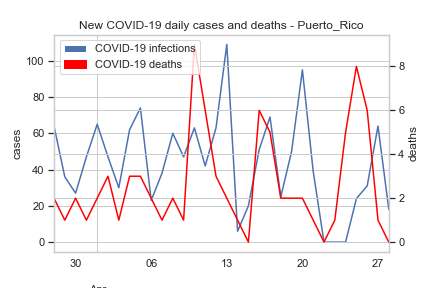 New COVID-19 daily cases and deaths - Puerto_Rico
COVID-19 infections
COVID-19 deaths
cases
100
80
60
40
20
0
deaths
8
6
4
2
0
30 06 13 20 27